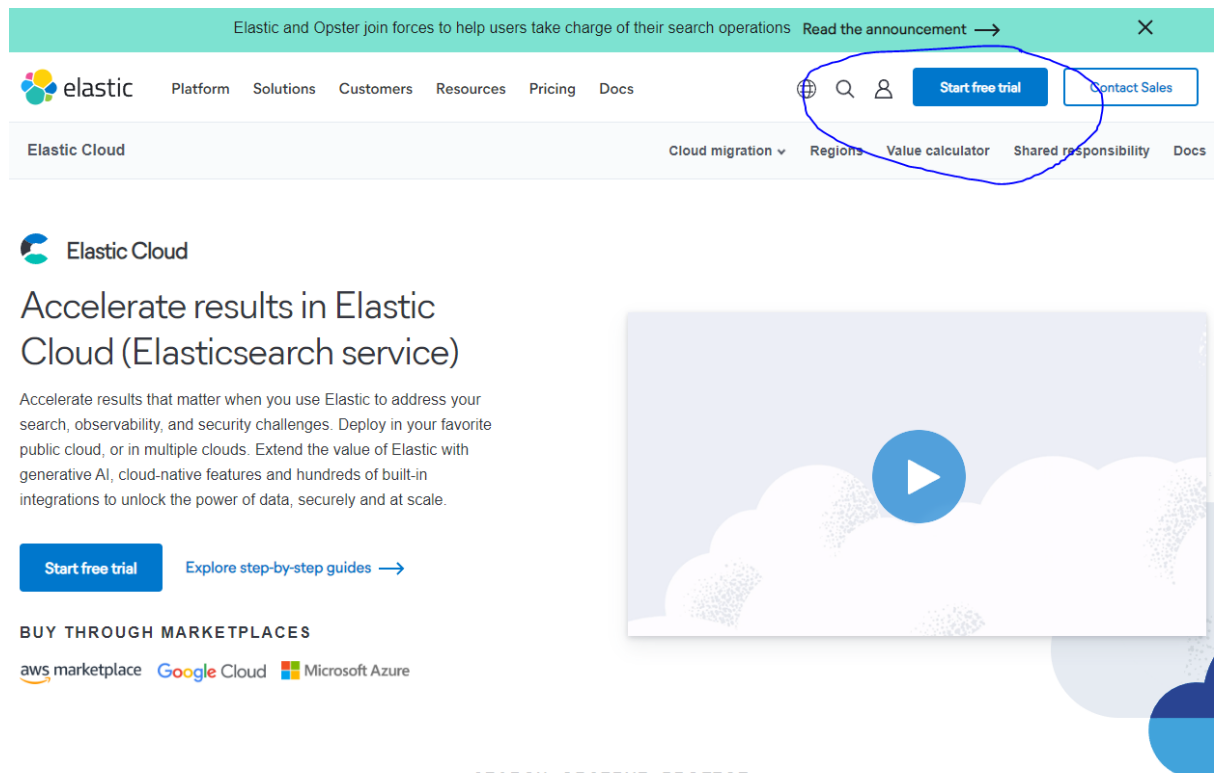 Elastic and Opster join forces to help users take charge of their search operations Read the announcement
elastic Platform Solutions Customers Resources Pricing Docs Start free trial Contact Sales
Elastic Cloud Cloud migration Regions Value calculator Shared responsibility Docs
Elastic Cloud
Accelerate results in Elastic
Cloud (Elasticsearch service)
Accelerate results that matter when you use Elastic to address your
search, observability, and security challenges. Deploy in your favorite
public cloud, or in multiple clouds. Extend the value of Elastic with
generative AI, cloud-native features and hundreds of built-in
integrations to unlock the power of data, securely and at scale.
Start free trial Explore step-by-step guides
BUY THROUGH MARKETPLACES
aws marketplace Google Cloud Microsoft Azure